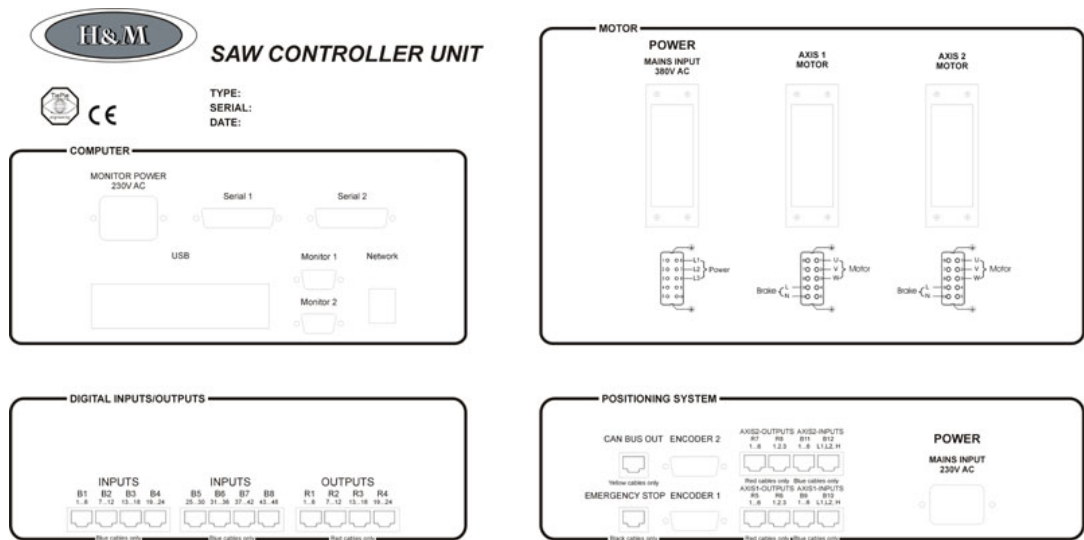 H&M
SAW CONTROLLER UNIT
TiePie
engineering
CE
TYPE:
SERIAL:
DATE:
COMPUTER
MONITOR POWER
230V AC
Serial 1
Serial 2
USB
Monitor 1
Network
Monitor 2
MOTOR
POWER
MAINS INPUT
380V AC
AXIS 1
MOTOR
AXIS 2
MOTOR
L1
L2
L3
Power
U
V
W
Motor
Brake
L
N
U
V
W
Motor
Brake
L
N
DIGITAL INPUTS/OUTPUTS
INPUTS
B1 B2 B3 B4
1...6 7...12 13...18 19...24
Blue cables only
INPUTS
B5 B6 B7 B8
25...30 31...36 37...42 43...48
Blue cables only
OUTPUTS
R1 R2 R3 R4
1...6 7...12 13...18 19...24
Red cables only
POSITIONING SYSTEM
CAN BUS OUT
Yellow cables only
ENCODER 2
AXIS2-OUTPUTS AXIS2-INPUTS
B11 B12
1...6 1,2,3 1...6 L1,L2, H
Red cables only Blue cables only
EMERGENCY STOP
Black cables only
ENCODER 1
AXIS1-OUTPUTS AXIS1-INPUTS
R5 R6 B9 B10
1...6 1,2,3 1...6 L1,L2, H
Red cables only Blue cables only
POWER
MAINS INPUT
230V AC